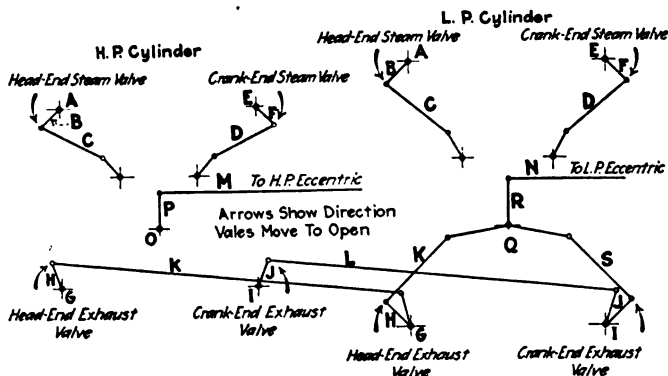 L. P. Cylinder
H. P. Cylinder
Head-End Steam Valve
Crank-End Steam Valve
Head-End Steam Valve
Crank-End Steam Valve
A
B
C
E
F
D
A
B
C
E
F
D
M
To H. P. Eccentric
N
To L. P. Eccentric
P
O
Arrows Show Direction
Vales Move To Open
R
Q
K
L
K
S
H
G
I
J
H
G
J
I
Head-End Exhaust
Valve
Crank-End Exhaust
Valve
Head-End Exhaust
Valve
Crank-End Exhaust
Valve